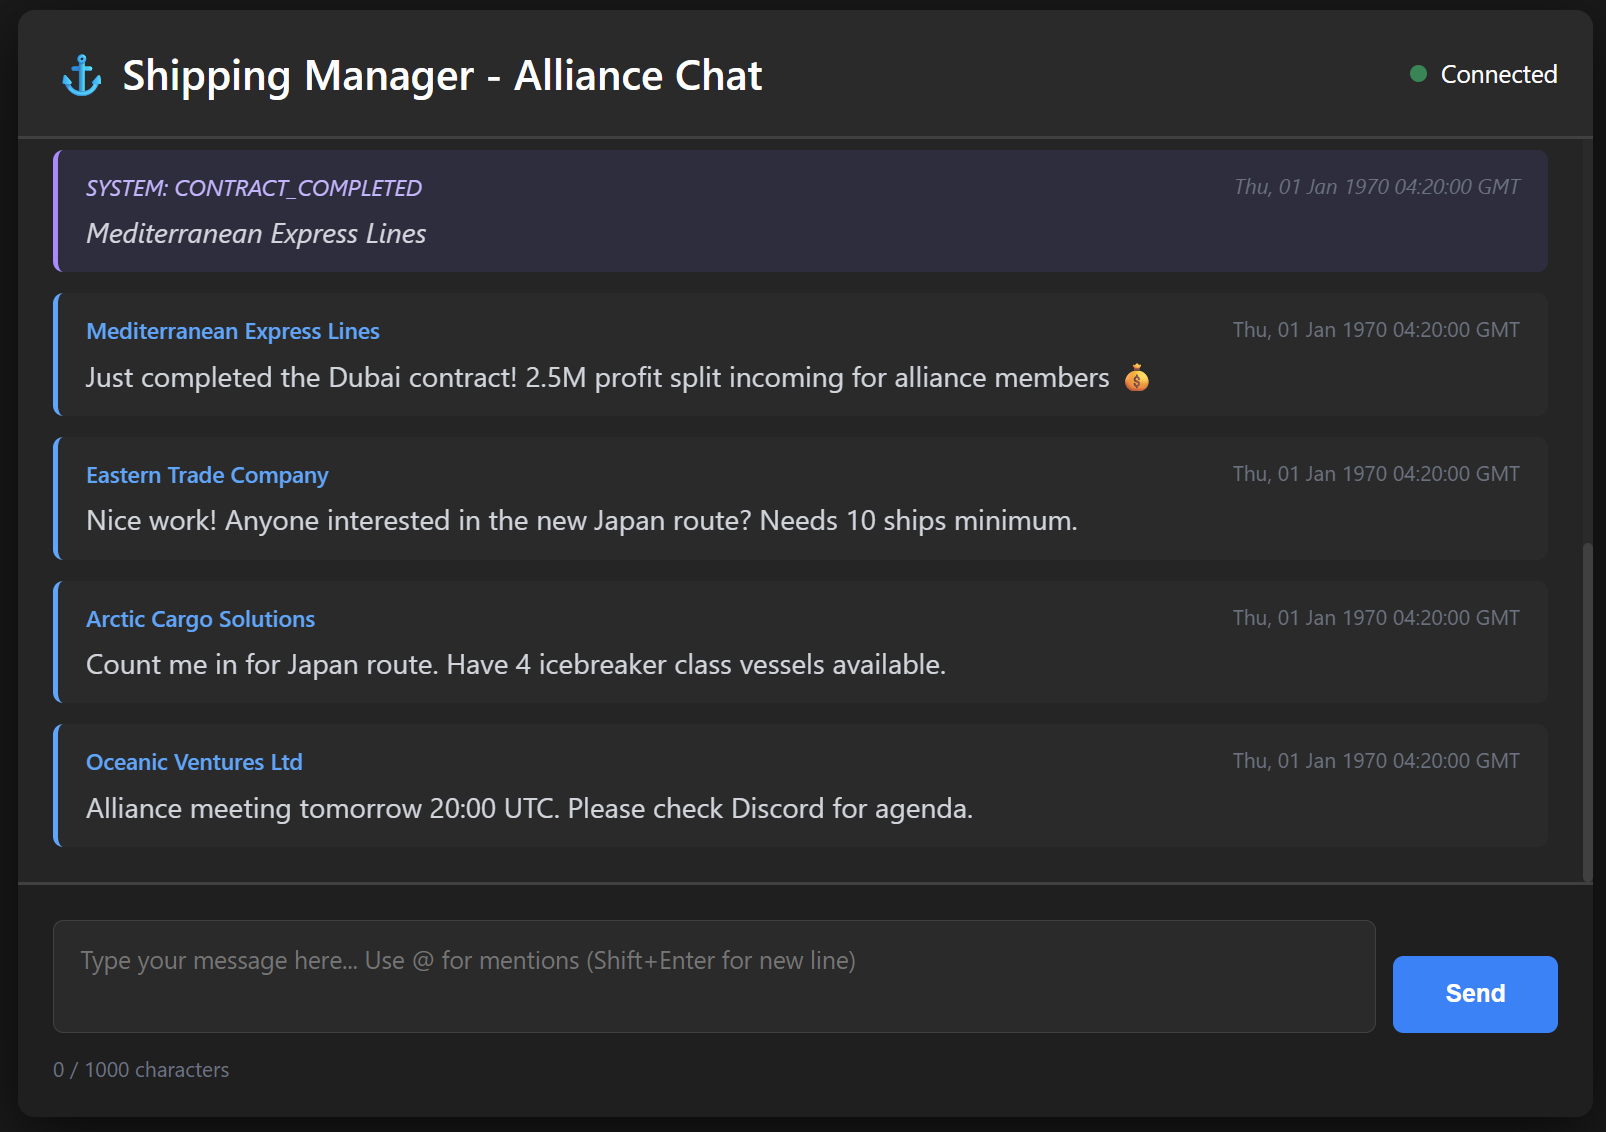 Shipping Manager - Alliance Chat
Connected
SYSTEM: CONTRACT_COMPLETED
Thu, 01 Jan 1970 04:20:00 GMT
Mediterranean Express Lines
Mediterranean Express Lines
Thu, 01 Jan 1970 04:20:00 GMT
Just completed the Dubai contract! 2.5M profit split incoming for alliance members 💰
Eastern Trade Company
Thu, 01 Jan 1970 04:20:00 GMT
Nice work! Anyone interested in the new Japan route? Needs 10 ships minimum.
Arctic Cargo Solutions
Thu, 01 Jan 1970 04:20:00 GMT
Count me in for Japan route. Have 4 icebreaker class vessels available.
Oceanic Ventures Ltd
Thu, 01 Jan 1970 04:20:00 GMT
Alliance meeting tomorrow 20:00 UTC. Please check Discord for agenda.
Type your message here... Use @ for mentions (Shift+Enter for new line)
Send
0 / 1000 characters